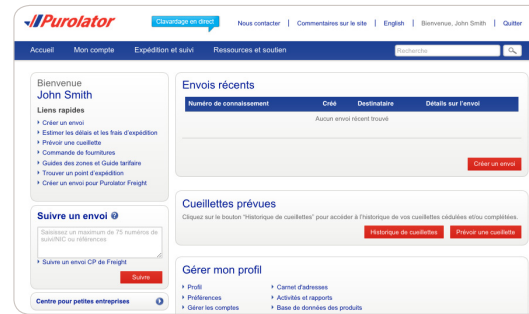 Purolator
Clavardage en direct
Nous contacter | Commentaires sur le site | English | Bienvenue, John Smith | Quitter
Accueil Mon compte Expédition et suivi Ressources et soutien Recherche
Bienvenue
John Smith
Liens rapides
Créer un envoi
Estimer les délais et les frais d'expédition
Prévoir une cueillette
Commande de fournitures
Guides des zones et Guide tarifaire
Trouver un point d'expédition
Créer un envoi pour Purolator Freight
Suivre un envoi ?
Saisissez un maximum de 75 numéros de
suivi/NIC ou références
Suivre un envoi CP de Freight
Suivre
Centre pour petites entreprises
Envois récents
Numéro de connaissement Créé Destinataire Détails sur l'envoi
Aucun envoi récent trouvé
Créer un envoi
Cueillettes prévues
Cliquez sur le bouton "Historique de cueillettes" pour accéder à l'historique de vos cueillettes cédulées et/ou complétées.
Historique de cueillettes Prévoir une cueillette
Gérer mon profil
Profil Carnet d'adresses
Préférences Activités et rapports
Gérer les comptes Base de données des produits